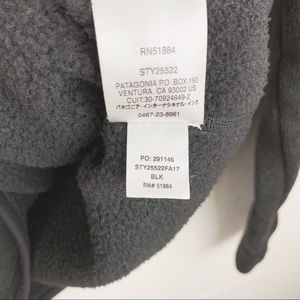 RN51884
STY25522
PATAGONIA P.O. BOX 150
VENTURA, CA 93002 US
CUIT:30-70924649-2
パタゴニア・インターナショナル インク
0467-23-8961
PO: 291146
STY25522FA17
BLK
RN# 51884